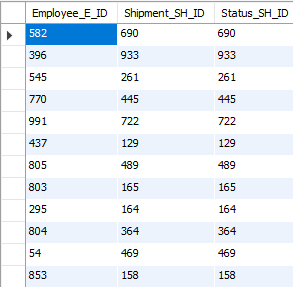 Employee_E_ID Shipment_SH_ID Status_SH_ID
582 690 690
396 933 933
545 261 261
770 445 445
991 722 722
437 129 129
805 489 489
803 165 165
295 164 164
804 364 364
54 469 469
853 158 158